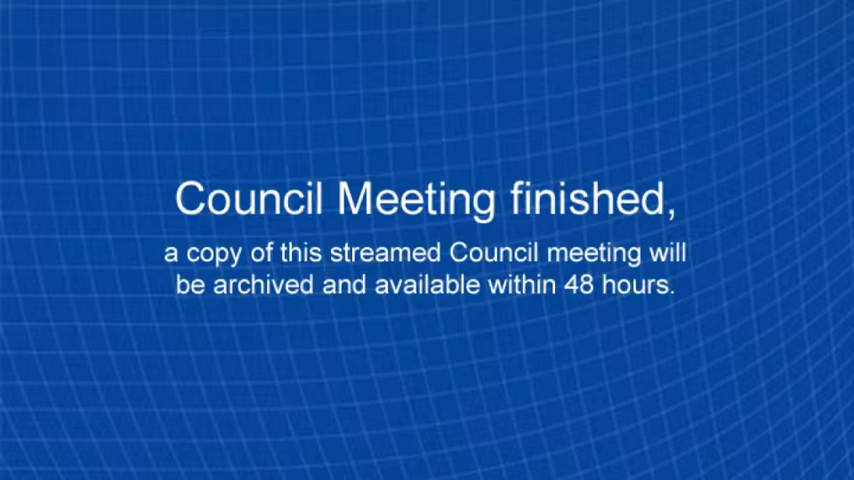 Council Meeting finished,
a copy of this streamed Council meeting will
be archived and available within 48 hours.